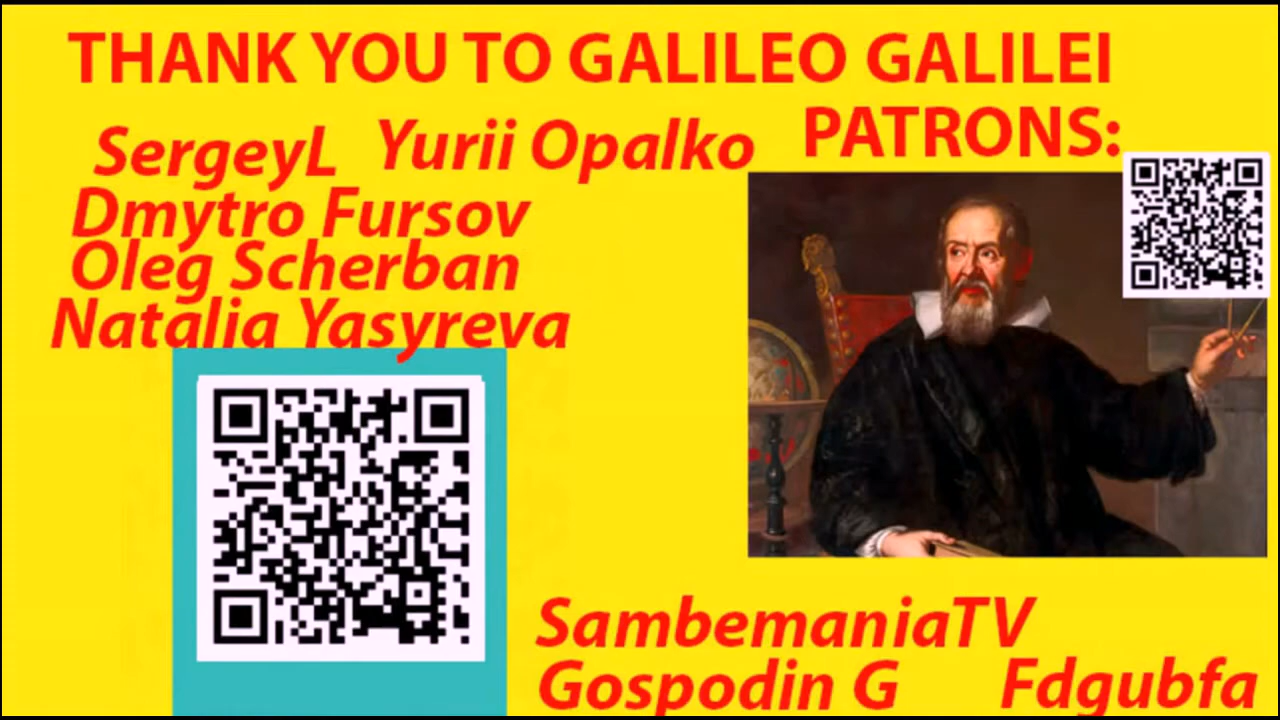 THANK YOU TO GALILEO GALILEI
PATRONS:
SergeyL
Yurii Opalko
Dmytro Fursov
Oleg Scherban
Natalia Yasyreva
SambemaniaTV
Gospodin G
Fdgubfa